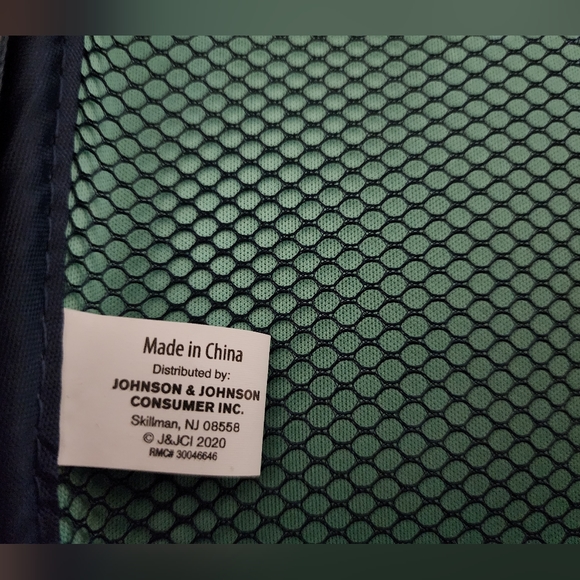 Made in China
Distributed by:
JOHNSON & JOHNSON
CONSUMER INC.
Skillman, NJ 08558
© J&JCI 2020
RMC# 30046646